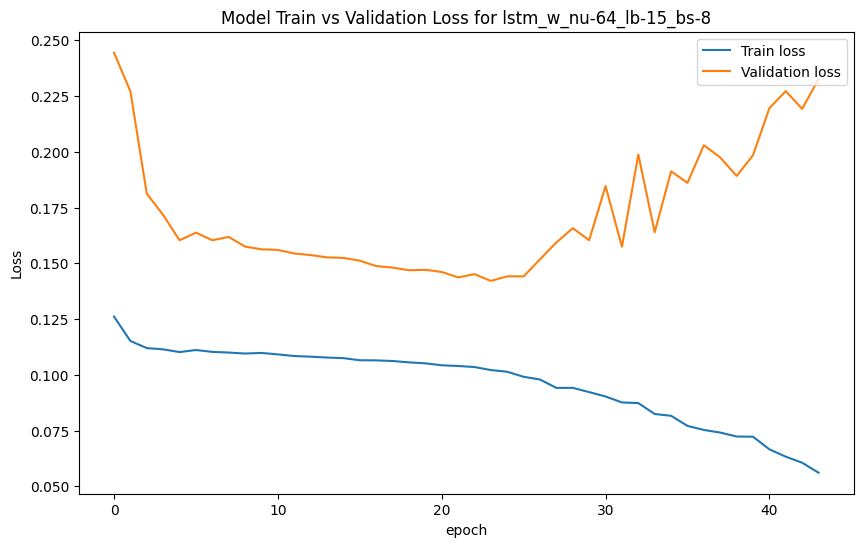 Model Train vs Validation Loss for lstm_w_nu-64_lb-15_bs-8
Train loss
Validation loss
0.250
0.225
0.200
0.175
0.150
0.125
0.100
0.075
0.050
Loss
0 10 20 30 40
epoch